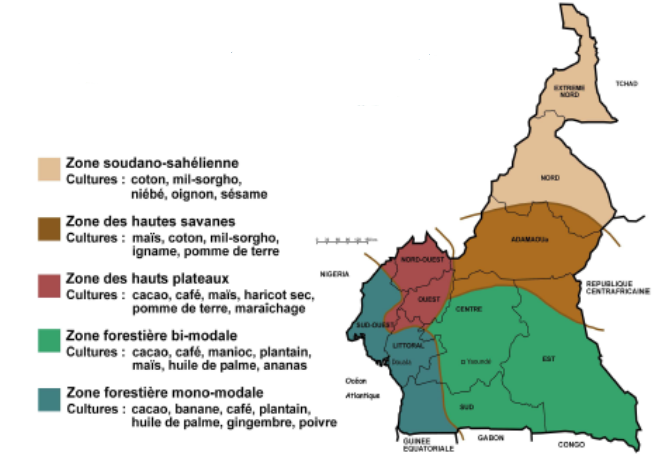 Zone soudano-sahélienne
Cultures : coton, mil-sorgho,
niébé, oignon, sésame
Zone des hautes savanes
Cultures : maïs, coton, mil-sorgho,
igname, pomme de terre
Zone des hauts plateaux
Cultures : cacao, café, maïs, haricot sec,
pomme de terre, maraîchage
Zone forestière bi-modale
Cultures : cacao, café, manioc, plantain,
maïs, huile de palme, ananas
Zone forestière mono-modale
Cultures : cacao, banane, café, plantain,
huile de palme, gingembre, poivre
EXTREME
NORD
TCHAD
NORD
ADAMAOUa
NORD-OUEST
NIGERIA
REPUBLIQUE
CENTRAFRICAINE
OUEST
CENTRE
SUD-OUEST
LITTORAL
Douala
Yaoundé
EST
Océan
Atlantique
SUD
GUINEE
EQUATORIALE
GABON
CONGO